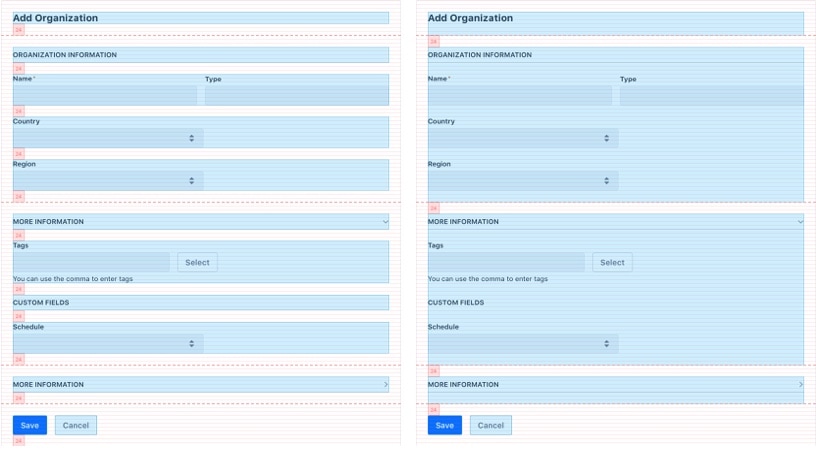 Add Organization
24
ORGANIZATION INFORMATION
24
Name*
Type
24
Country
24
Region
24
MORE INFORMATION
24
Tags
Select
You can use the comma to enter tags
24
CUSTOM FIELDS
24
Schedule
24
MORE INFORMATION
24
Save
Cancel
24
Add Organization
24
ORGANIZATION INFORMATION
Name*
Type
Country
Region
24
MORE INFORMATION
Tags
Select
You can use the comma to enter tags
CUSTOM FIELDS
Schedule
24
MORE INFORMATION
24
Save
Cancel